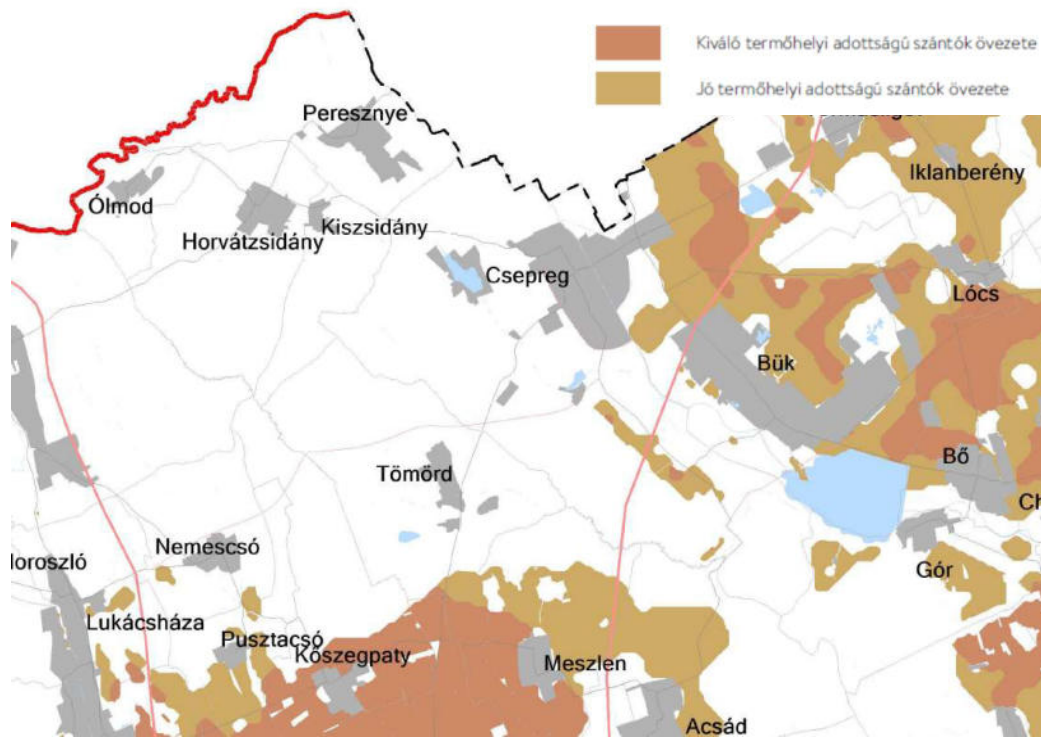 Kiváló termőhelyi adottságú szántók övezete
Jó termőhelyi adottságú szántók övezete
Peresznye
Iklanberény
Ólmod
Kiszsidány
Horvátzsidány
Csepreg
Lócs
Bük
Bő
Tömörd
Nemescsó
Gór
Lukácsháza
Pusztacsó
Kőszegpaty
Meszlen
Acsád